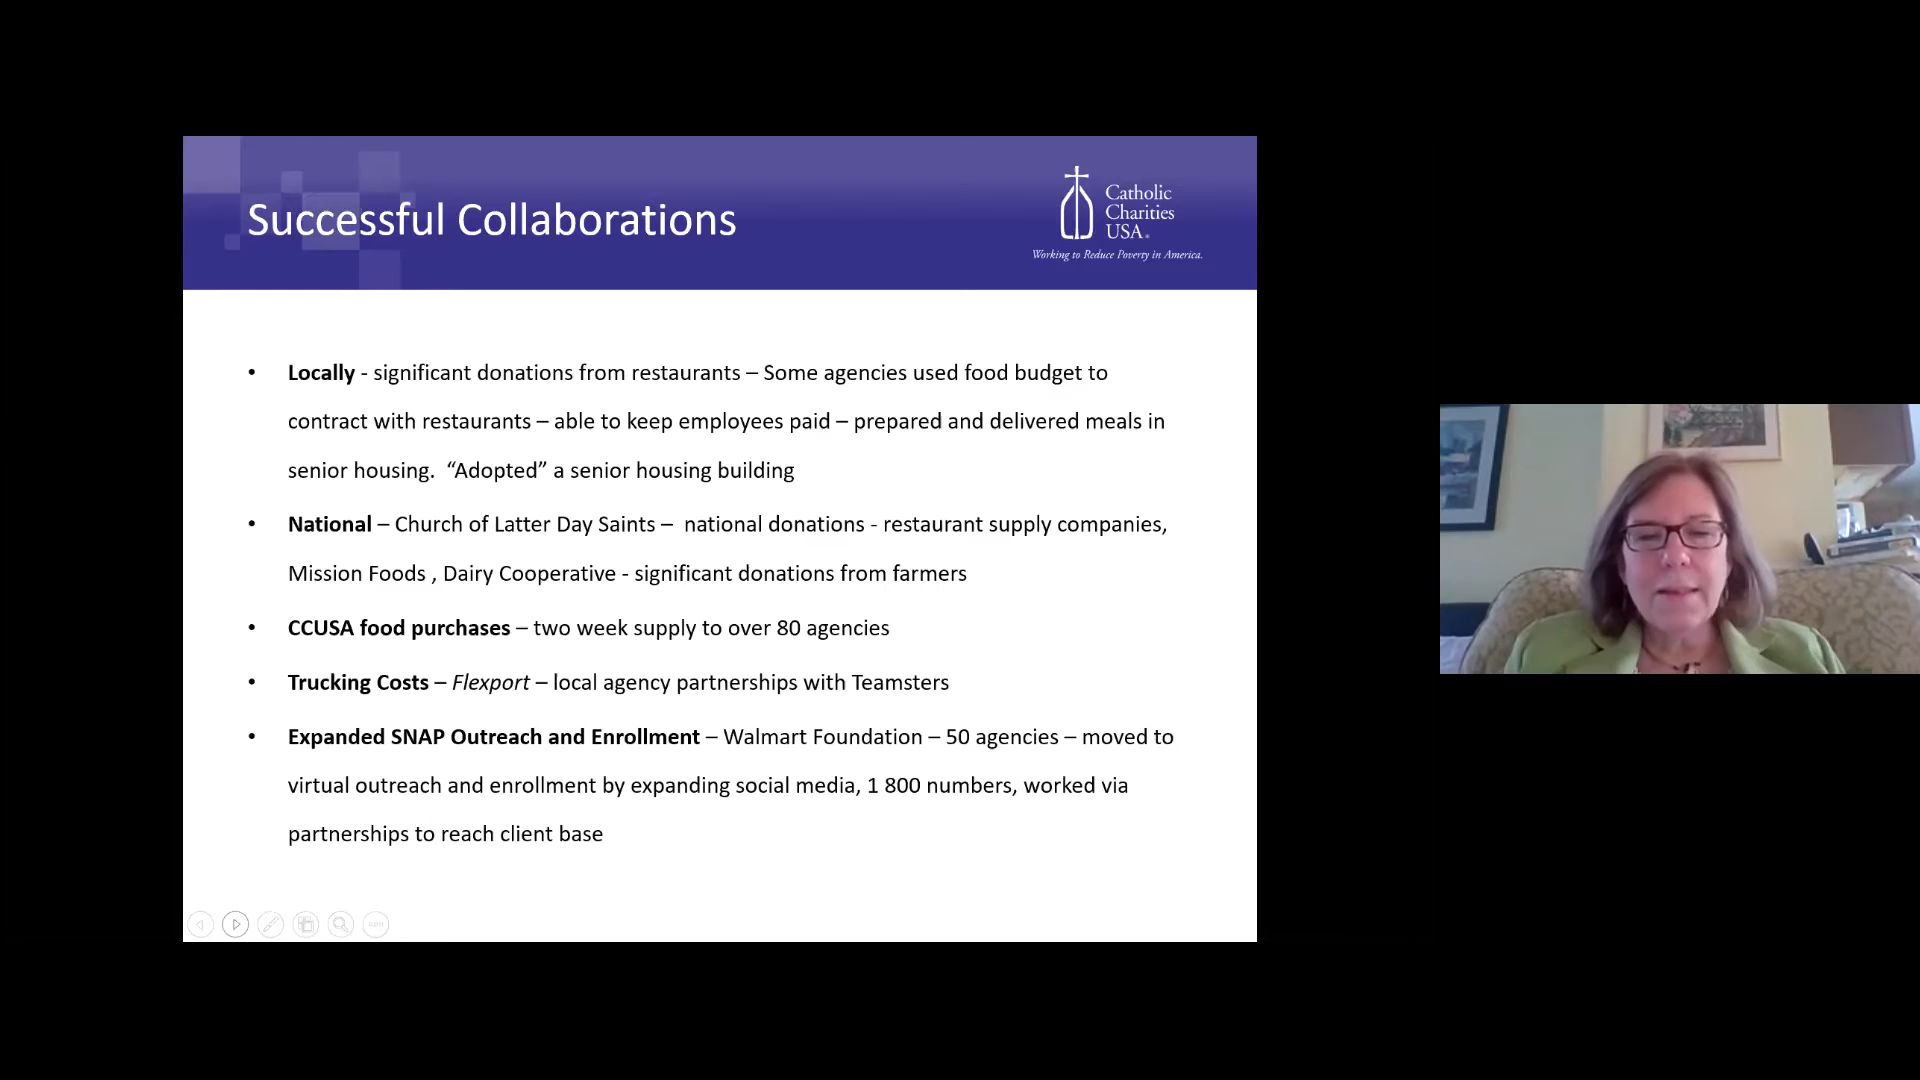 Successful Collaborations
Catholic
Charities
USA®
Working to Reduce Poverty in America.
• Locally - significant donations from restaurants – Some agencies used food budget to
contract with restaurants – able to keep employees paid – prepared and delivered meals in
senior housing.  “Adopted” a senior housing building
• National – Church of Latter Day Saints –  national donations - restaurant supply companies,
Mission Foods , Dairy Cooperative - significant donations from farmers
• CCUSA food purchases – two week supply to over 80 agencies
• Trucking Costs – Flexport – local agency partnerships with Teamsters
• Expanded SNAP Outreach and Enrollment – Walmart Foundation – 50 agencies – moved to
virtual outreach and enrollment by expanding social media, 1 800 numbers, worked via
partnerships to reach client base